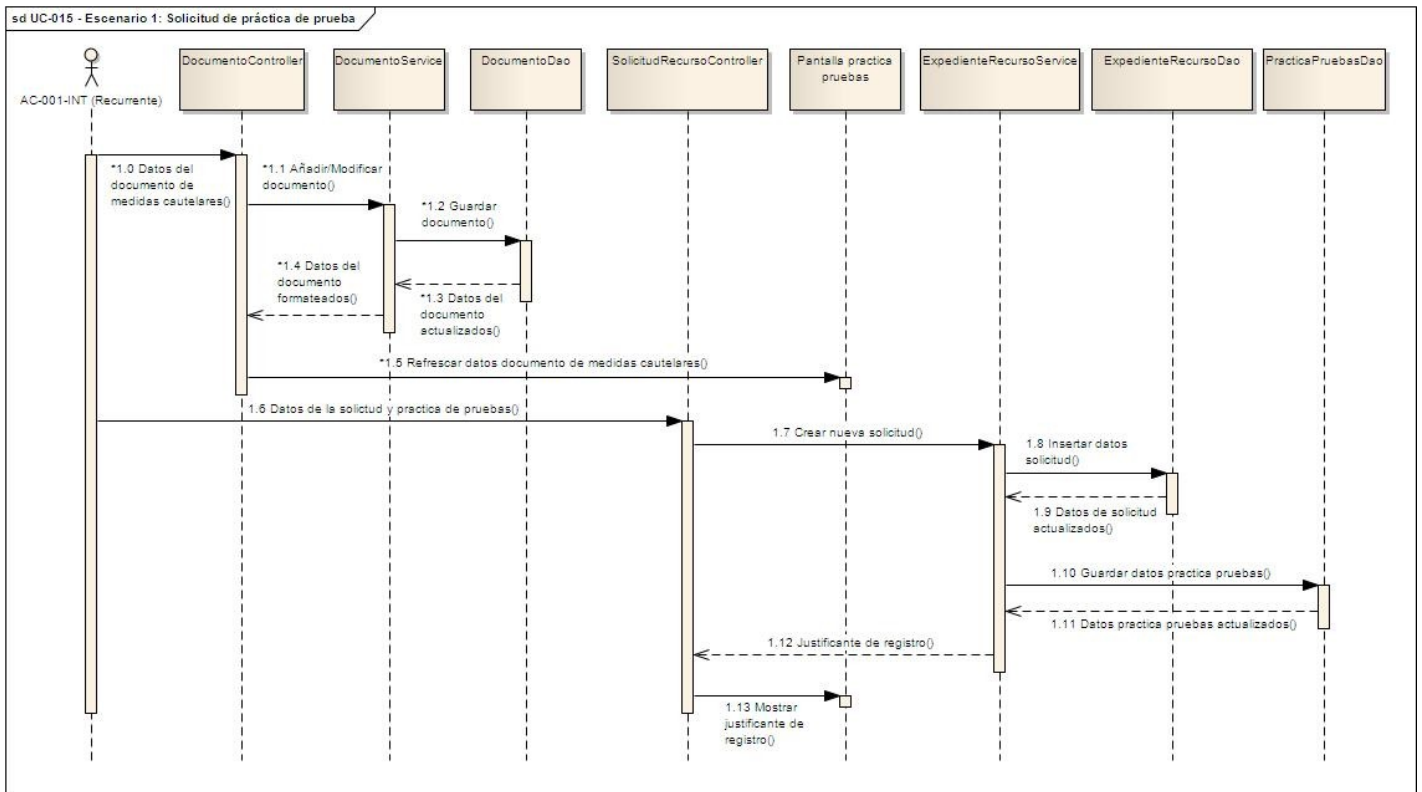 sd UC-015 - Escenario 1: Solicitud de práctica de prueba
AC-001-INT (Recurrente)
DocumentoController
DocumentoService
DocumentoDao
SolicitudRecursoController
Pantalla practica
pruebas
ExpedienteRecursoService
ExpedienteRecursoDao
PracticaPruebasDao
*1.0 Datos del
documento de
medidas cautelares()
*1.1 Añadir/Modificar
documento()
*1.2 Guardar
documento()
*1.3 Datos del
documento
actualizados()
*1.4 Datos del
documento
formateados()
*1.5 Refrescar datos documento de medidas cautelares()
1.6 Datos de la solictud y practica de pruebas()
1.7 Crear nueva solicitud()
1.8 Insertar datos
solicitud()
1.9 Datos de solicitud
actualizados()
1.10 Guardar datos practica pruebas()
1.11 Datos practica pruebas actualizados()
1.12 Justificante de registro()
1.13 Mostrar
justificante de
registro()